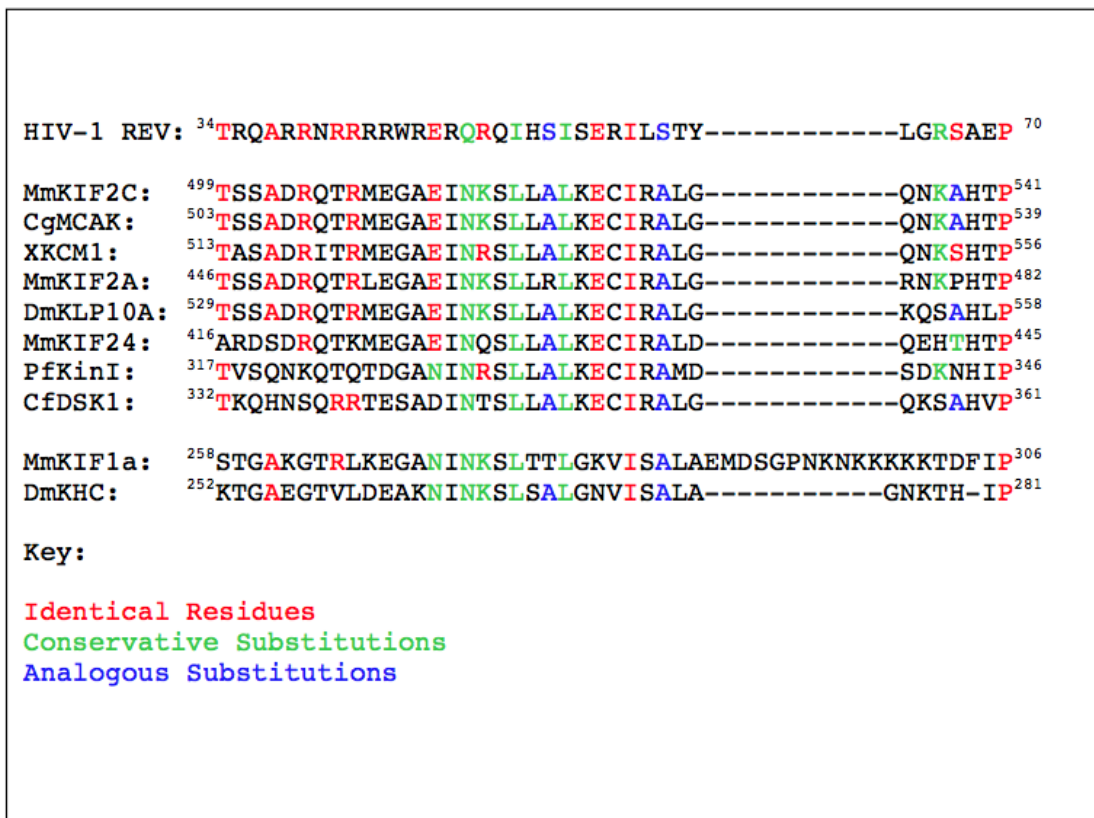 HIV-1 REV: 34TRQARRNRRRRWRERQRQIHSISERILSTY------------LGRSAEP 70
MmKIF2C: 499TSSADRQTRMEGAEINKSLLALKECIRALG------------QNKAHTP541
CgMCAK: 503TSSADRQTRMEGAEINKSLLALKECIRALG------------QNKAHTP539
XKCM1: 513TASADRITRMEGAEINRSLLALKECIRALG------------QNKSHTP556
MmKIF2A: 446TSSADRQTRLEGAEINKSLLRLKECIRALG------------RNKPHTP482
DmKLP10A: 529TSSADRQTRMEGAEINKSLLALKECIRALG------------KQSAHLP558
MmKIF24: 416ARDSDRQTKMEGAEINQSLLALKECIRALD------------QEHTHTP445
PfKinI: 317TVSQNKQTQTDGANINRSLLALKECIRAMD------------SDKNHIP346
CfDSK1: 332TKQHNSQRRTESADINTSLLALKECIRALG------------QKSAHVP361
MmKIF1a: 258STGAKGTRLKEGANINKSLTTLGKVISALAEMDSGPNKNKKKKKTDFIP306
DmKHC: 252KTGAEGTVLDEAKNINKSLSALGNVISALA-----------GNKTH-IP281
Key:
Identical Residues
Conservative Substitutions
Analogous Substitutions